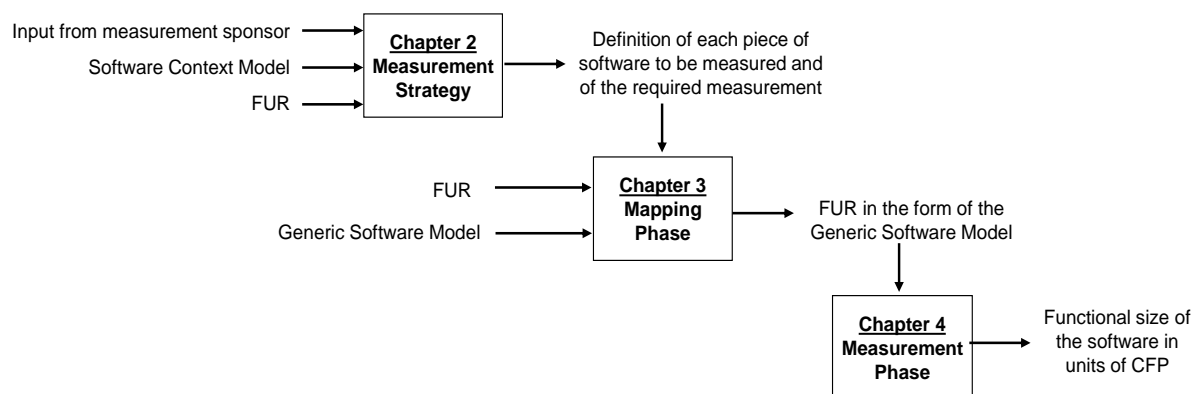 Input from measurement sponsor
Software Context Model
FUR
Chapter 2
Measurement
Strategy
Definition of each piece of
software to be measured and
of the required measurement
FUR
Generic Software Model
Chapter 3
Mapping
Phase
FUR in the form of the
Generic Software Model
Chapter 4
Measurement
Phase
Functional size of
the software in
units of CFP